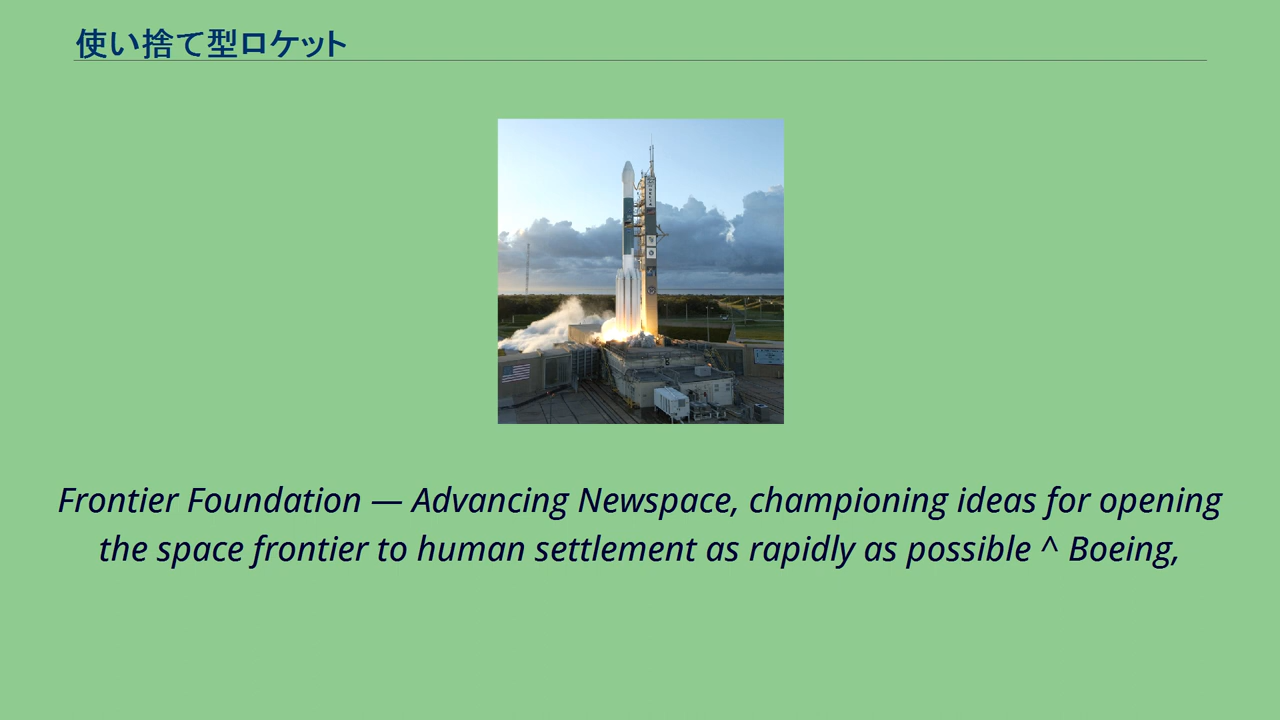 使い捨て型ロケット
Frontier Foundation — Advancing Newspace, championing ideas for opening
the space frontier to human settlement as rapidly as possible ^ Boeing,